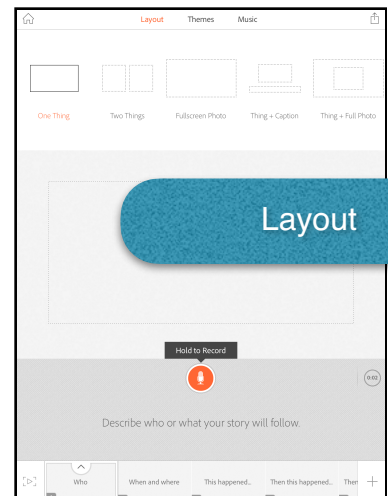 Layout Themes Music
One Thing Two Things Fullscreen Photo Thing + Caption Thing + Full Photo
Layout
Hold to Record
0:02
Describe who or what your story will follow.
Who When and where This happened... Then this happened... Then